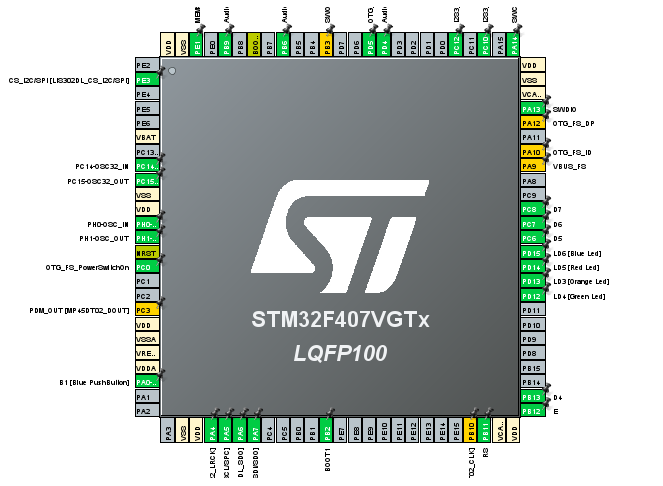 MEM
Audi
Audi
SWO
OTG_
Audi
I2S3_
I2S3_
SWC
VDD
VSS
PE1
PE0
PB9
PB8
BOO..
PB7
PB6
PB5
PB4
PB3
PD7
PD6
PD5
PD4
PD3
PD2
PD1
PD0
PC12
PC11
PC10
PA15
PA14
PE2
CS_I2C/SPI [LIS302DL_CS_I2C/SPI] PE3
PE4
PE5
PE6
VBAT
PC13..
PC14-OSC32_IN PC14..
PC15-OSC32_OUT PC15..
VSS
VDD
PH0-OSC_IN PH0-..
PH1-OSC_OUT PH1-..
NRST
OTG_FS_PowerSwitchOn PC0
PC1
PC2
PDM_OUT [MP45DT02_DOUT] PC3
VDD
VSSA
VRE..
VDDA
B1 [Blue PushButton] PA0-..
PA1
PA2
STM32F407VGTx
LQFP100
VDD
VSS
VCA..
PA13 SWDIO
PA12 OTG_FS_DP
PA11
PA10 OTG_FS_ID
PA9 VBUS_FS
PA8
PC9
PC8 D7
PC7 D6
PC6 D5
PD15 LD6 [Blue Led]
PD14 LD5 [Red Led]
PD13 LD3 [Orange Led]
PD12 LD4 [Green Led]
PD11
PD10
PD9
PD8
PB15
PB14
PB13 D4
PB12 E
PA3
VSS
VDD
PA4
PA5
PA6
PA7
PC4
PC5
PB0
PB1
PB2
PE7
PE8
PE9
PE10
PE11
PE12
PE13
PE14
PE15
PB10
PB11
VCA..
VDD
BOOT1
RS